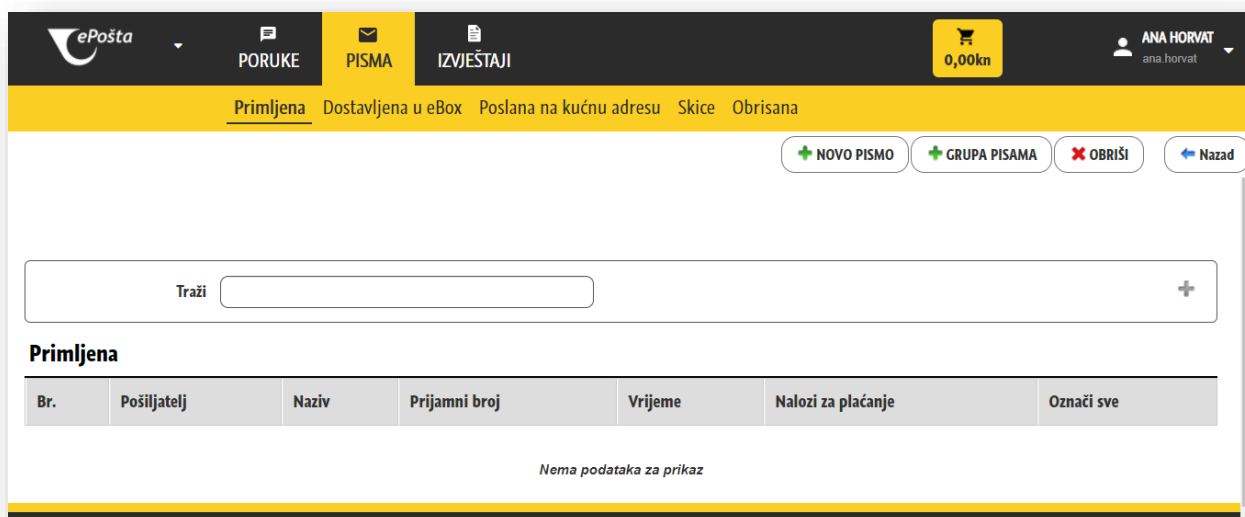 ePošta
PORUKE PISMA IZVJEŠTAJI
0,00kn
ANA HORVAT
ana.horvat
Primljena Dostavljena u eBox Poslana na kućnu adresu Skice Obrisana
NOVO PISMO GRUPA PISAMA OBRIŠI Nazad
Traži
Primljena
Br. Pošiljatelj Naziv Prijamni broj Vrijeme Nalozi za plaćanje Označi sve
Nema podataka za prikaz